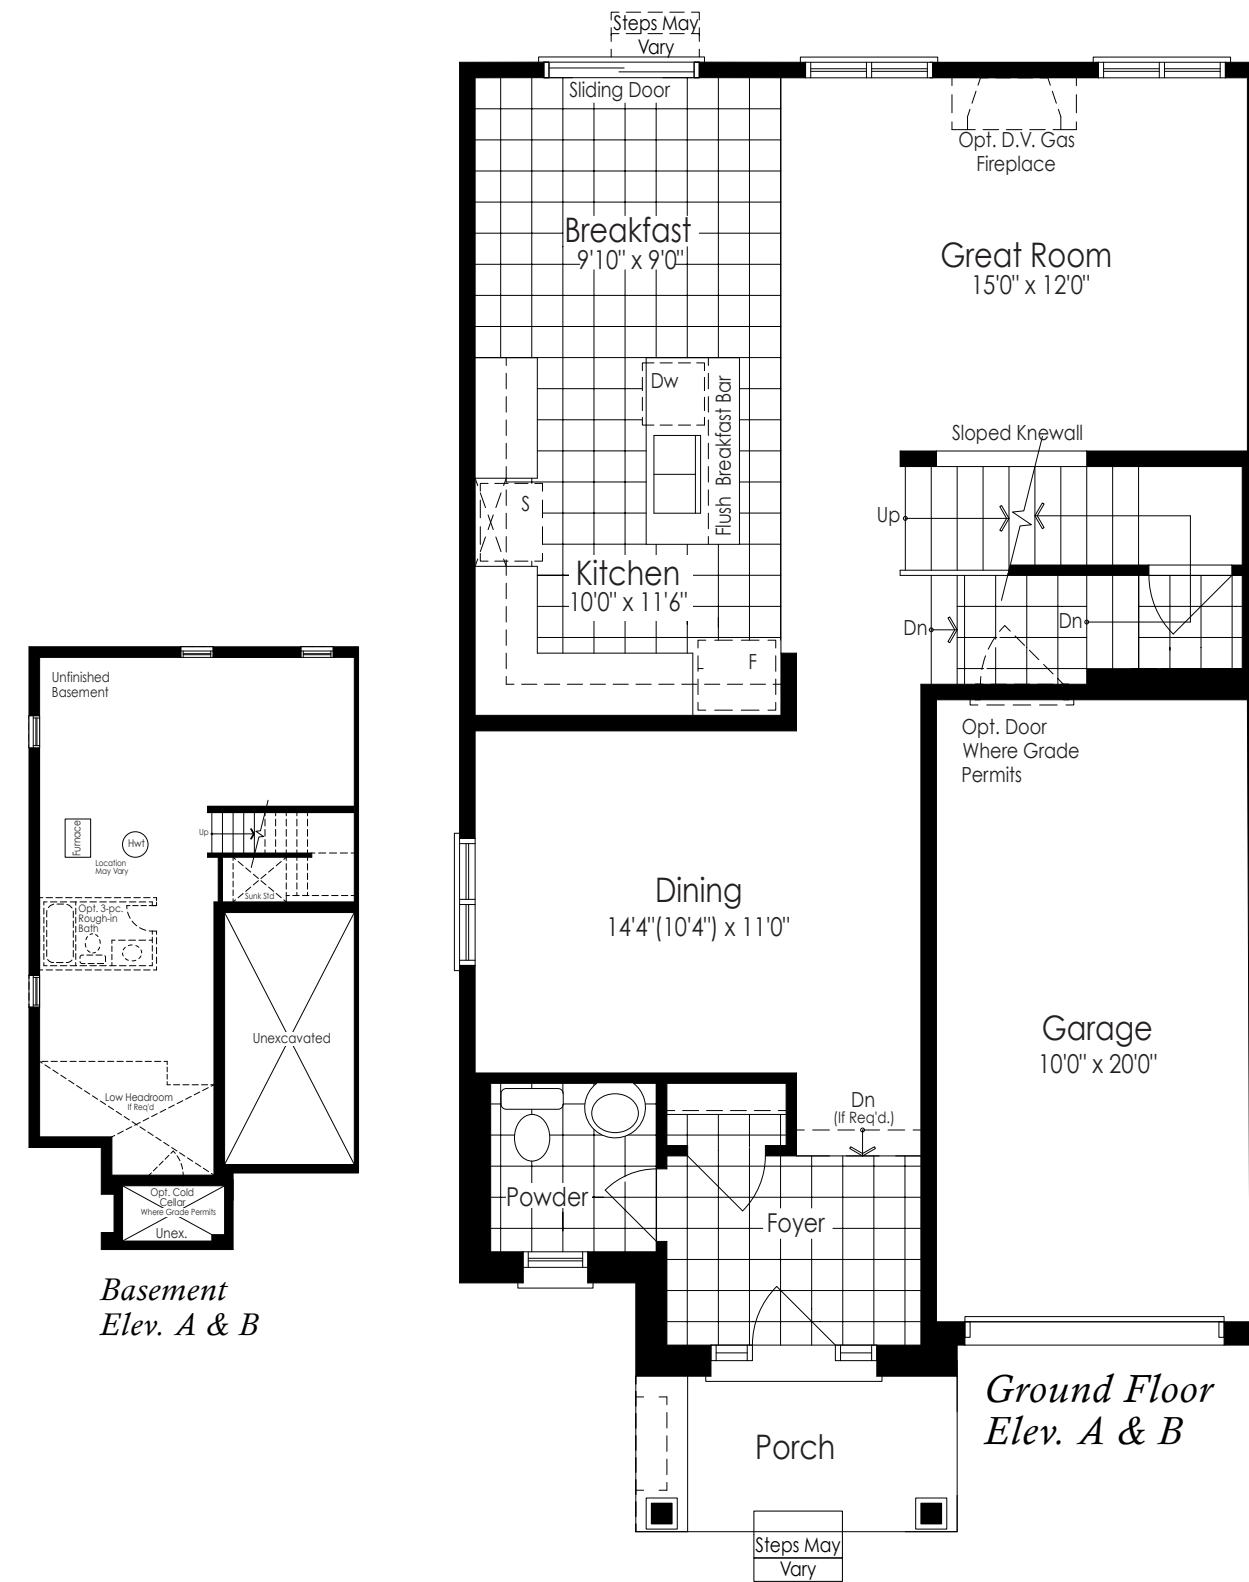 Steps May
Vary
Sliding Door
Opt. D.V. Gas
Fireplace
Breakfast
9'10" x 9'0"
Great Room
15'0" x 12'0"
Dw
Flush Breakfast Bar
Sloped Knewall
S
Up
Kitchen
10'0" x 11'6"
Dn
Dn
F
Opt. Door
Where Grade
Permits
Dining
14'4"(10'4") x 11'0"
Garage
10'0" x 20'0"
Dn
(If Req'd.)
Powder
Foyer
Porch
Steps May
Vary
Ground Floor
Elev. A & B
Unfinished
Basement
Furnace
Hwt
Location
May Vary
Up
Sunk Std
Opt. 3-pc.
Rough-in
Bath
Unexcavated
Low Headroom
If Req'd
Opt. Cold
Cellar
Where Grade Permits
Unex.
Basement
Elev. A & B